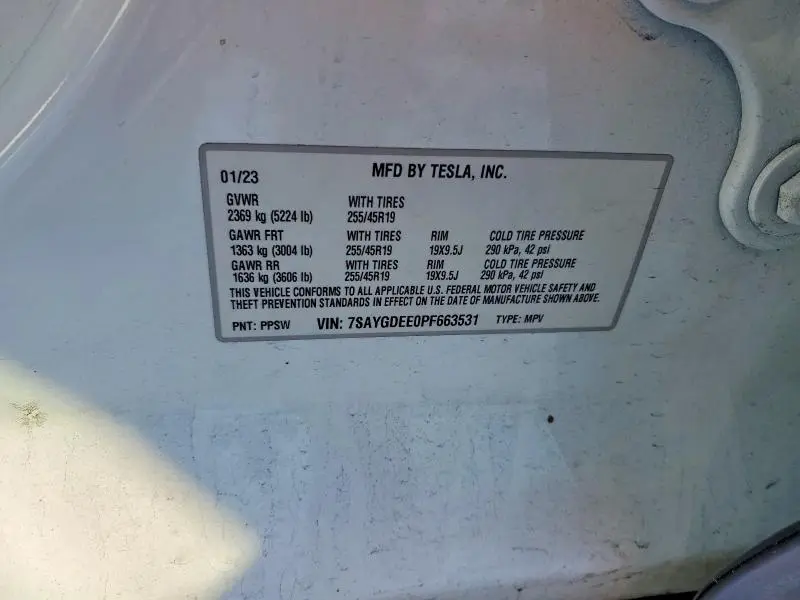 01/23 MFD BY TESLA, INC.
GVWR WITH TIRES
2369 kg (5224 lb) 255/45R19
GAWR FRT WITH TIRES RIM COLD TIRE PRESSURE
1363 kg (3004 lb) 255/45R19 19X9.5J 290 kPa, 42 psi
GAWR RR WITH TIRES RIM COLD TIRE PRESSURE
1636 kg (3606 lb) 255/45R19 19X9.5J 290 kPa, 42 psi
THIS VEHICLE CONFORMS TO ALL APPLICABLE U.S. FEDERAL MOTOR VEHICLE SAFETY AND
THEFT PREVENTION STANDARDS IN EFFECT ON THE DATE OF MANUFACTURE SHOWN ABOVE.
PNT: PPSW VIN: 7SAYGDEE0PF663531 TYPE: MPV